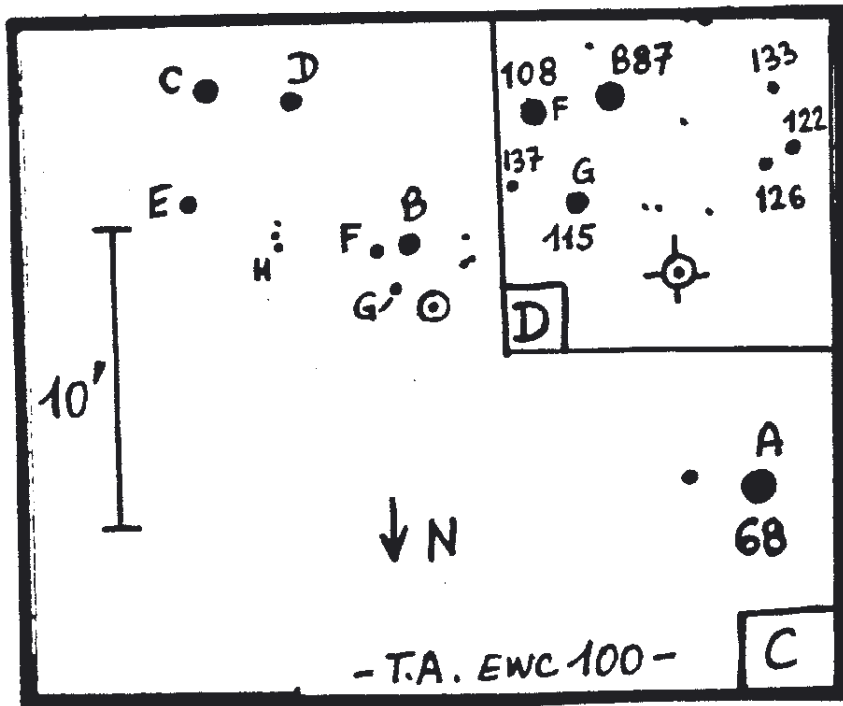 C D
E
H
F B
G
10'
N
108 F B87 133
122
137 G 126
115
D
A
68
- T.A. EWC 100 -
C